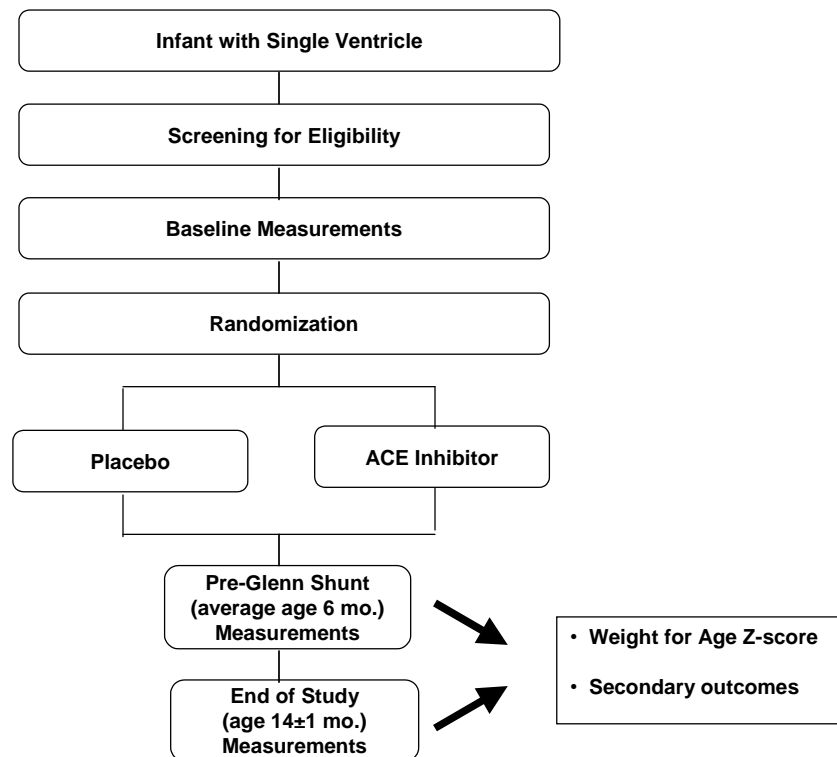 Infant with Single Ventricle
Screening for Eligibility
Baseline Measurements
Randomization
Placebo
ACE Inhibitor
Pre-Glenn Shunt
(average age 6 mo.)
Measurements
• Weight for Age Z-score
• Secondary outcomes
End of Study
(age 14±1 mo.)
Measurements